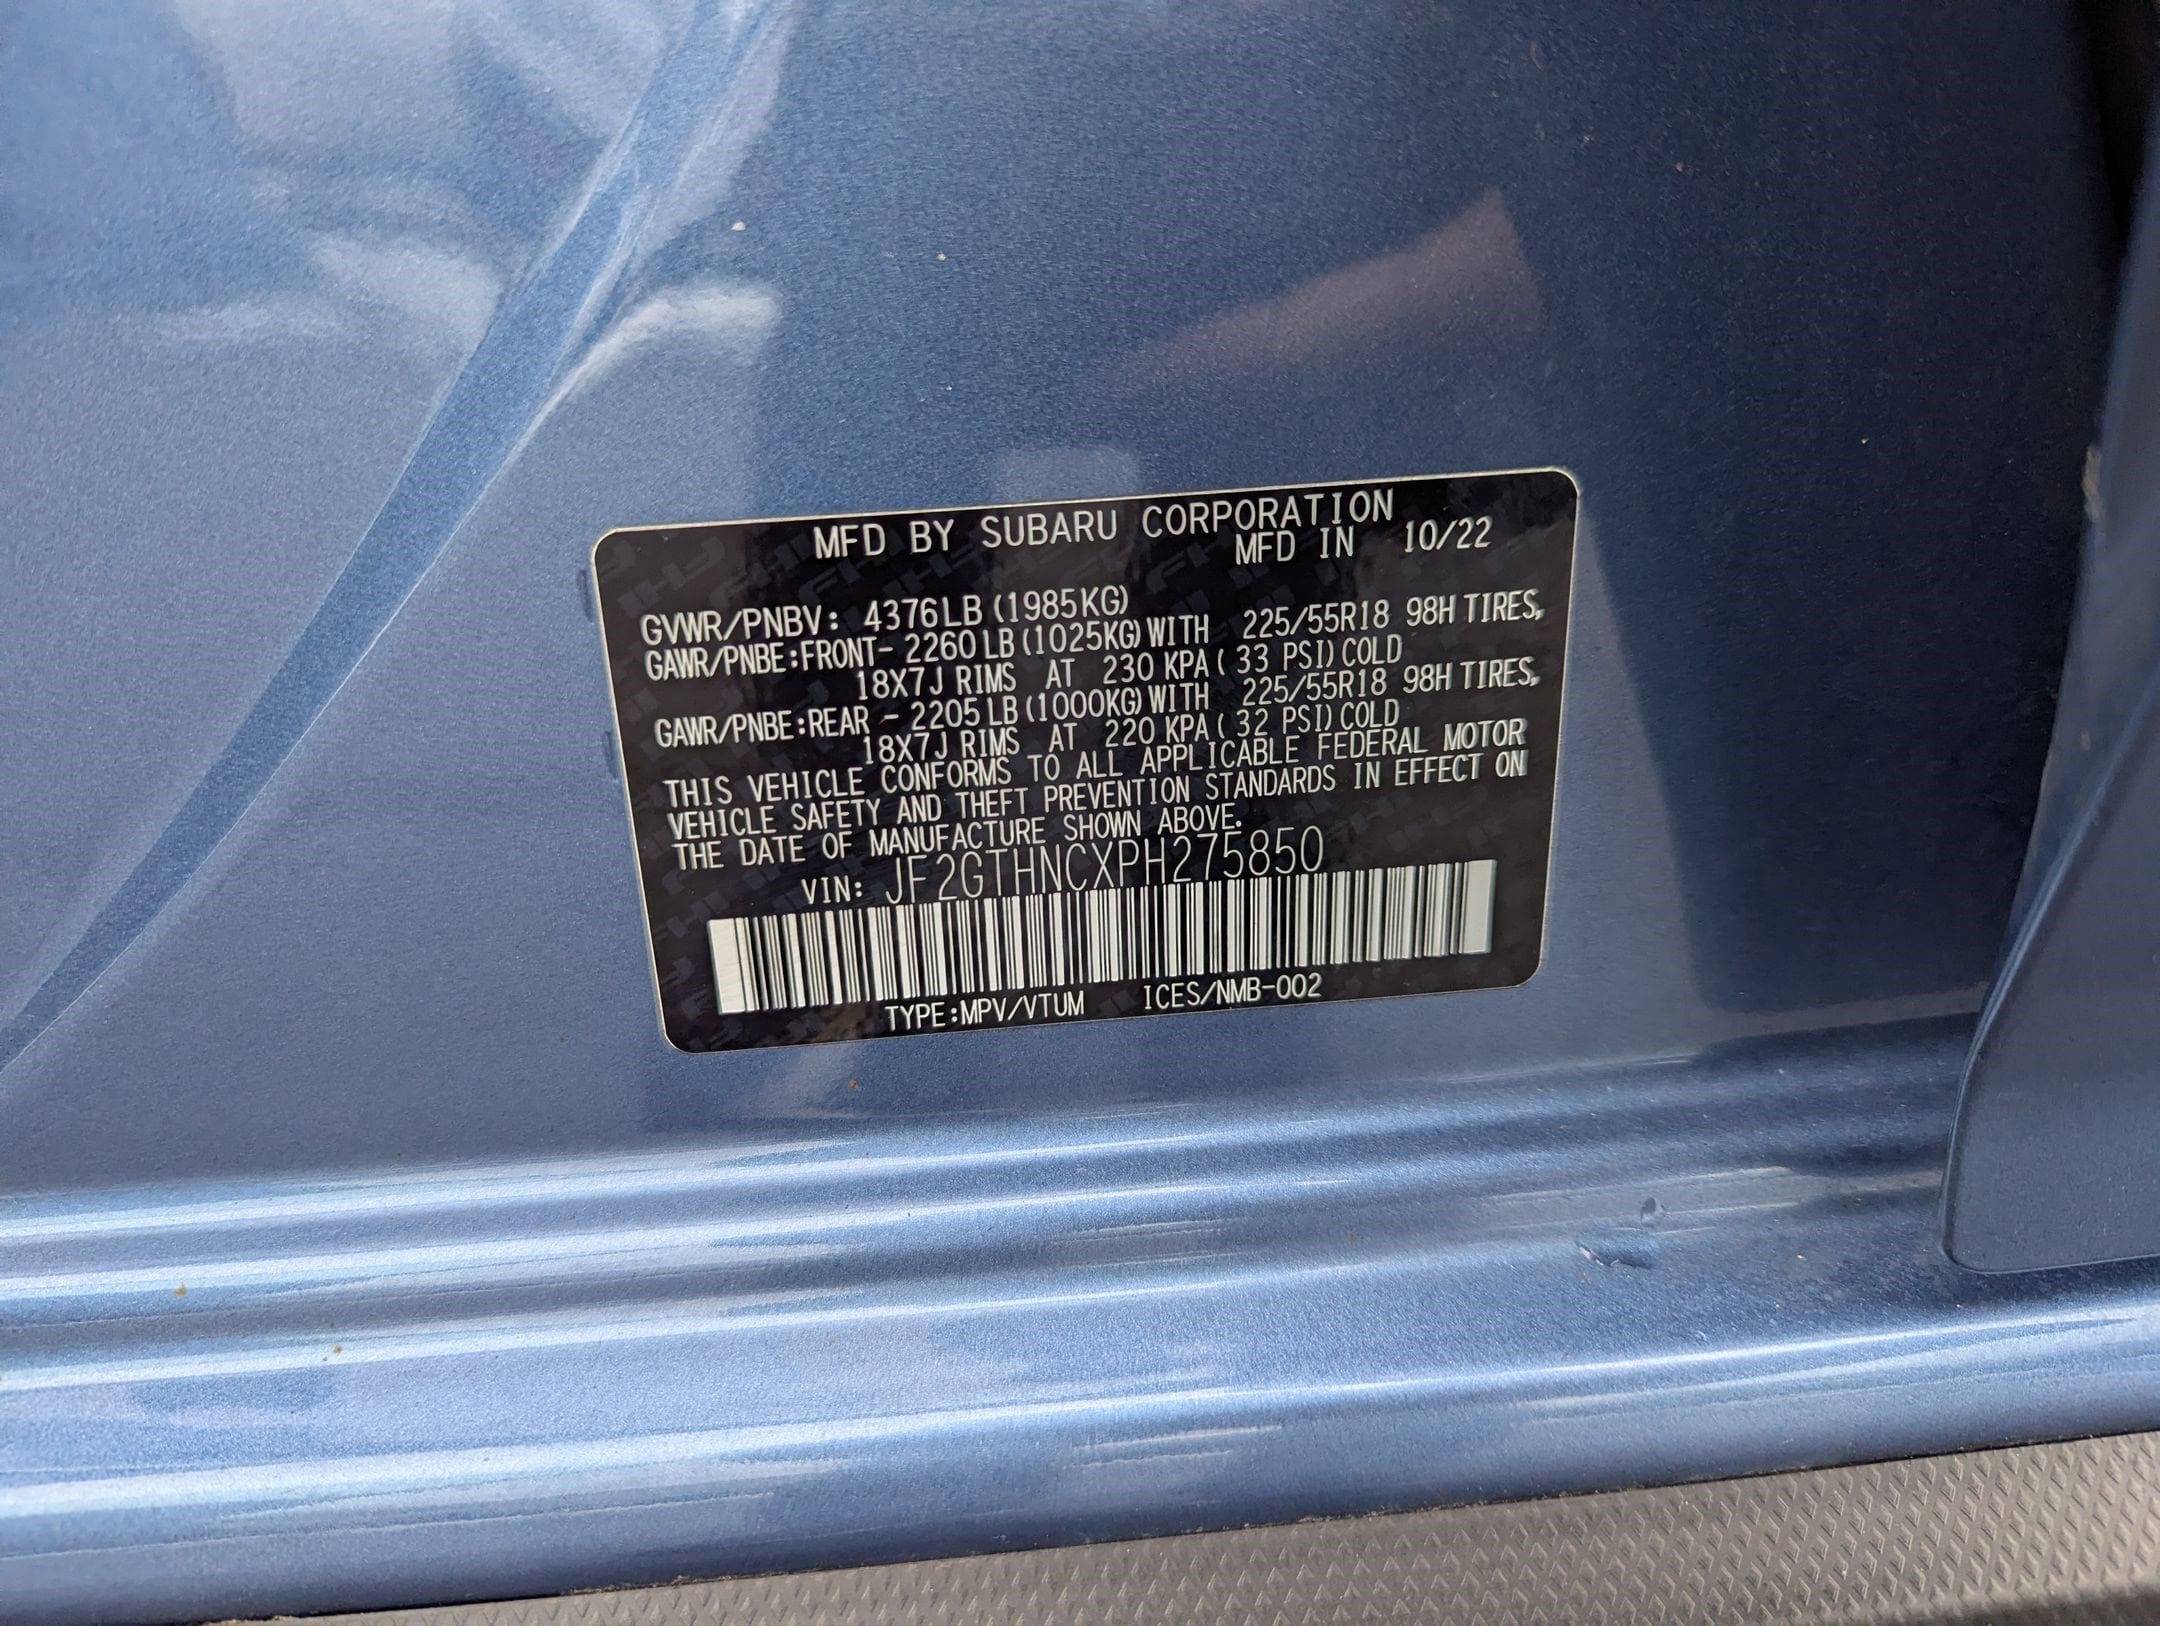 MFD BY SUBARU CORPORATION
MFD IN 10/22
GVWR/PNBV: 4376LB (1985KG)
GAWR/PNBE:FRONT- 2260LB (1025KG) WITH 225/55R18 98H TIRES,
18X7J RIMS AT 230 KPA ( 33 PSI) COLD
GAWR/PNBE:REAR - 2205LB (1000KG) WITH 225/55R18 98H TIRES,
18X7J RIMS AT 220 KPA ( 32 PSI) COLD
THIS VEHICLE CONFORMS TO ALL APPLICABLE FEDERAL MOTOR
VEHICLE SAFETY AND THEFT PREVENTION STANDARDS IN EFFECT ON
THE DATE OF MANUFACTURE SHOWN ABOVE.
VIN: JF2GTHNCXPH275850
TYPE:MPV/VTUM ICES/NMB-002